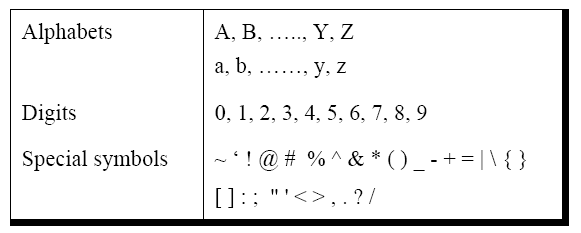 Alphabets A, B, ….., Y, Z
a, b, ……, y, z
Digits 0, 1, 2, 3, 4, 5, 6, 7, 8, 9
Special symbols ~ ‘ ! @ # % ^ & * ( ) _ - + = | \ { }
[ ] : ; " ' < > , . ? /